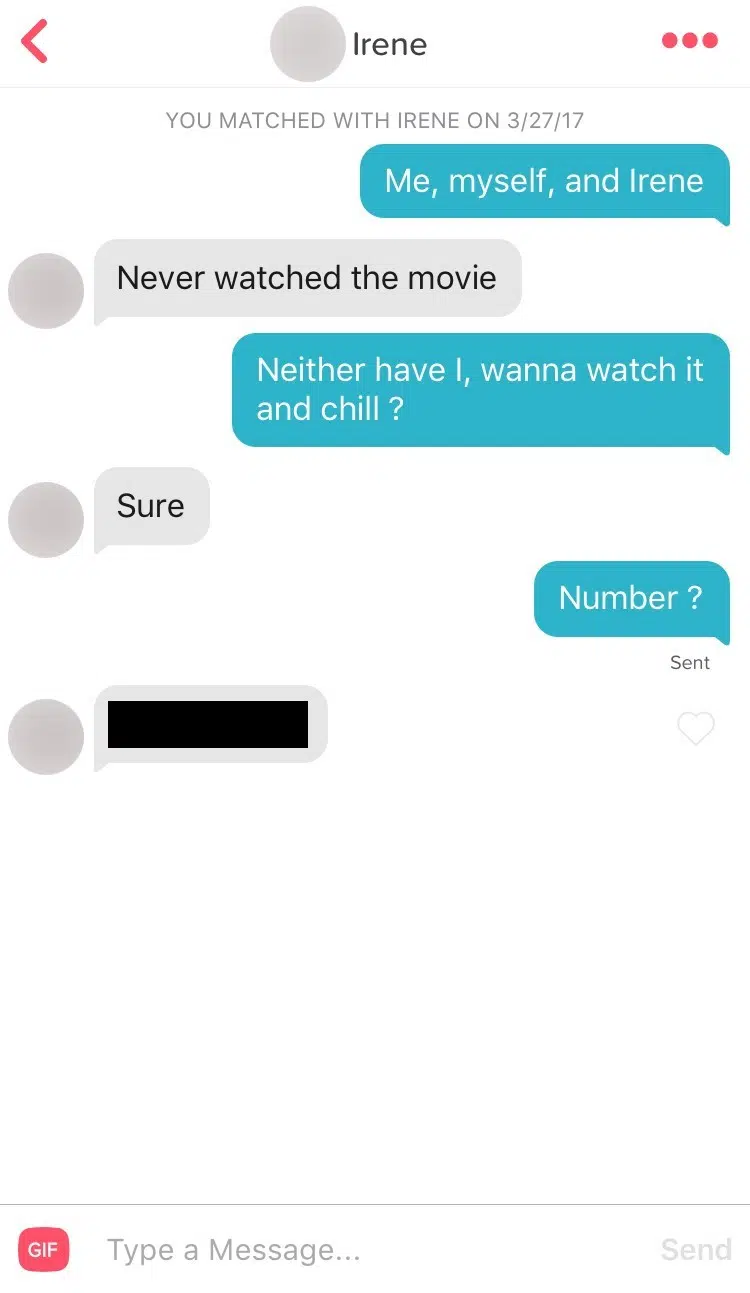 Irene
YOU MATCHED WITH IRENE ON 3/27/17
Me, myself, and Irene
Never watched the movie
Neither have I, wanna watch it
and chill ?
Sure
Number ?
Sent
GIF
Type a Message...
Send